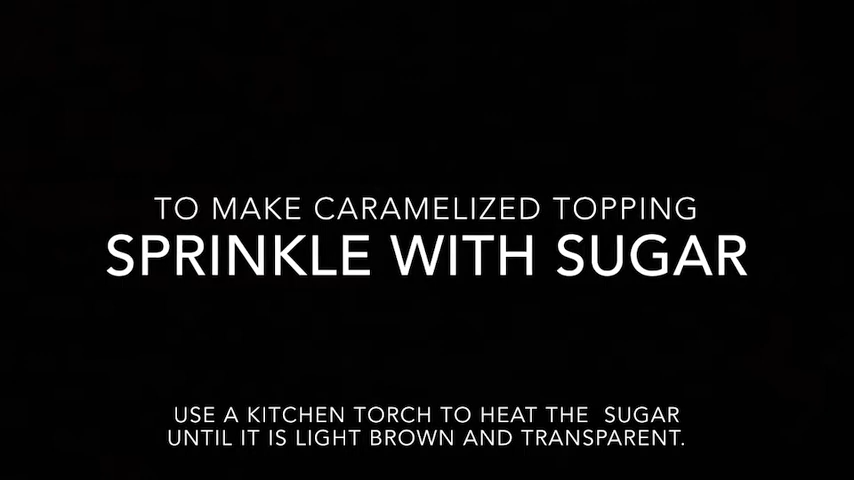 TO MAKE CARAMELIZED TOPPING
SPRINKLE WITH SUGAR
USE A KITCHEN TORCH TO HEAT THE  SUGAR
UNTIL IT IS LIGHT BROWN AND TRANSPARENT.